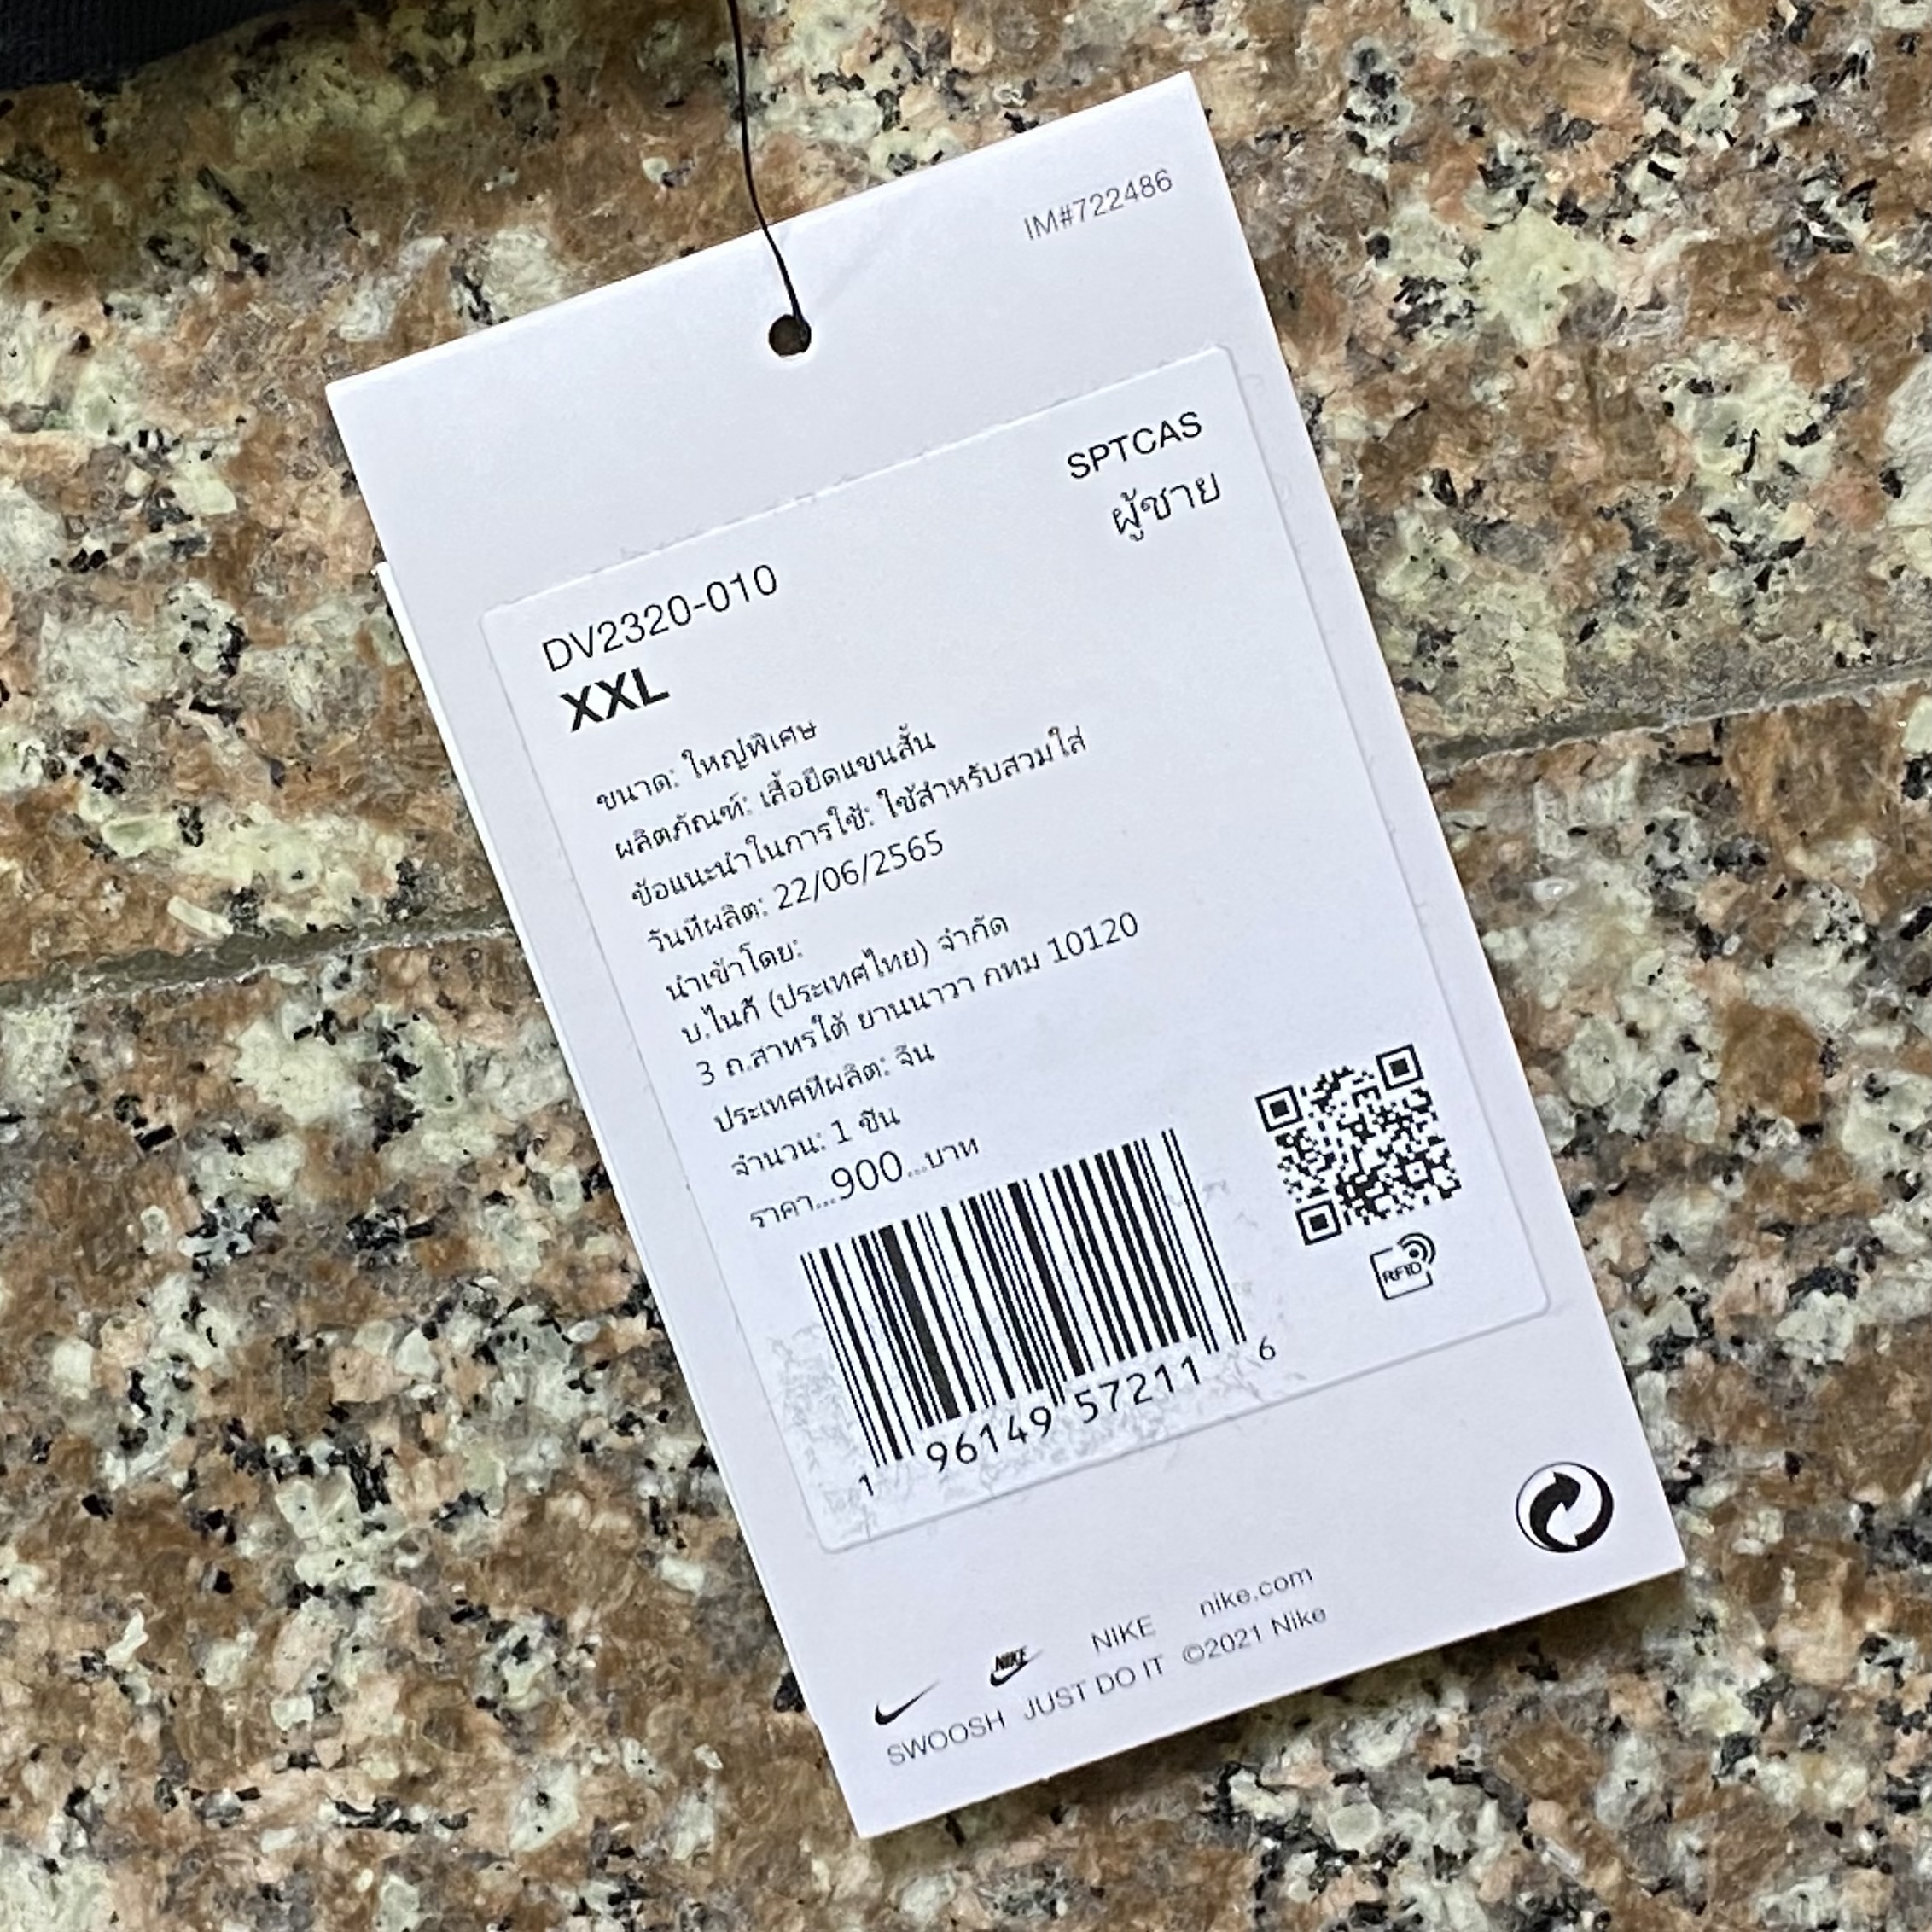 IM#722486
SPTCAS
ผู้ชาย
DV2320-010
XXL
ขนาด: ใหญ่พิเศษ
ผลิตภัณฑ์: เสื้อยืดแขนสั้น
ข้อแนะนำในการใช้: ใช้สำหรับสวมใส่
วันที่ผลิต: 22/06/2565
นำเข้าโดย:
บ.ไนกี้ (ประเทศไทย) จำกัด
3 ถ.สาทรใต้ ยานนาวา กทม 10120
ประเทศที่ผลิต: จีน
จำนวน: 1 ชิ้น
ราคา...900...บาท
1 96149 57211 6
RFID
NIKE NIKE nike.com
SWOOSH JUST DO IT ©2021 Nike